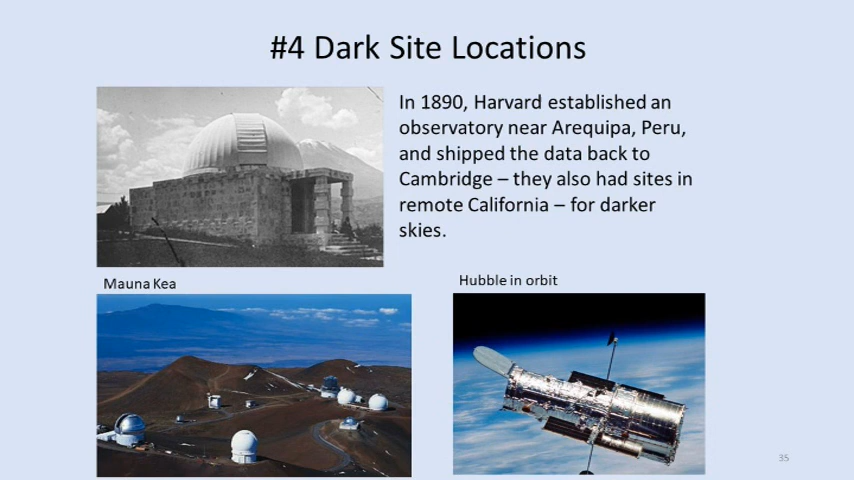 #4 Dark Site Locations
In 1890, Harvard established an
observatory near Arequipa, Peru,
and shipped the data back to
Cambridge – they also had sites in
remote California – for darker
skies.
Mauna Kea
Hubble in orbit
35